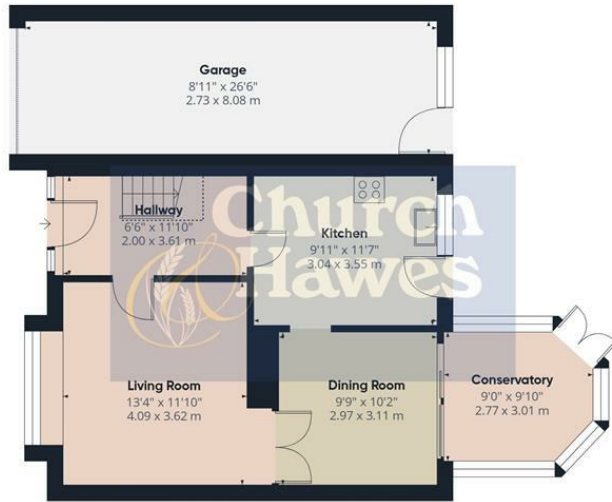 Garage
8'11" x 26'6"
2.73 x 8.08 m
Hallway
6'6" x 11'10"
2.00 x 3.61 m
Church
Hawes
Kitchen
9'11" x 11'7"
3.04 x 3.55 m
Living Room
13'4" x 11'10"
4.09 x 3.62 m
Dining Room
9'9" x 10'2"
2.97 x 3.11 m
Conservatory
9'0" x 9'10"
2.77 x 3.01 m